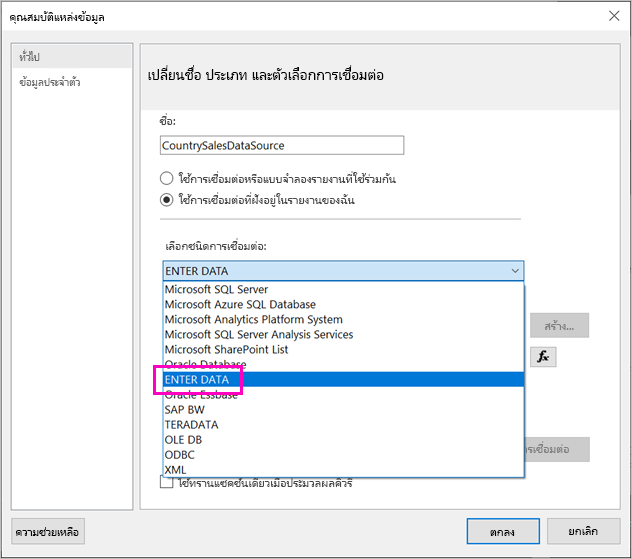 คุณสมบัติแหล่งข้อมูล
ทั่วไป
ข้อมูลประจำตัว
เปลี่ยนชื่อ ประเภท และตัวเลือกการเชื่อมต่อ
ชื่อ:
CountrySalesDataSource
ใช้การเชื่อมต่อหรือแบบจำลองรายงานที่ใช้ร่วมกัน
ใช้การเชื่อมต่อที่ฝังอยู่ในรายงานของฉัน
เลือกชนิดการเชื่อมต่อ:
ENTER DATA
Microsoft SQL Server
Microsoft Azure SQL Database
Microsoft Analytics Platform System
Microsoft SQL Server Analysis Services
Microsoft SharePoint List
Oracle Database
ENTER DATA
Oracle Essbase
SAP BW
TERADATA
OLE DB
ODBC
XML
สร้าง...
fx
ารเชื่อมต่อ
ใช้ทรานแซคชันเดียวเมื่อประมวลผลคิวรี
ความช่วยเหลือ
ตกลง
ยกเลิก